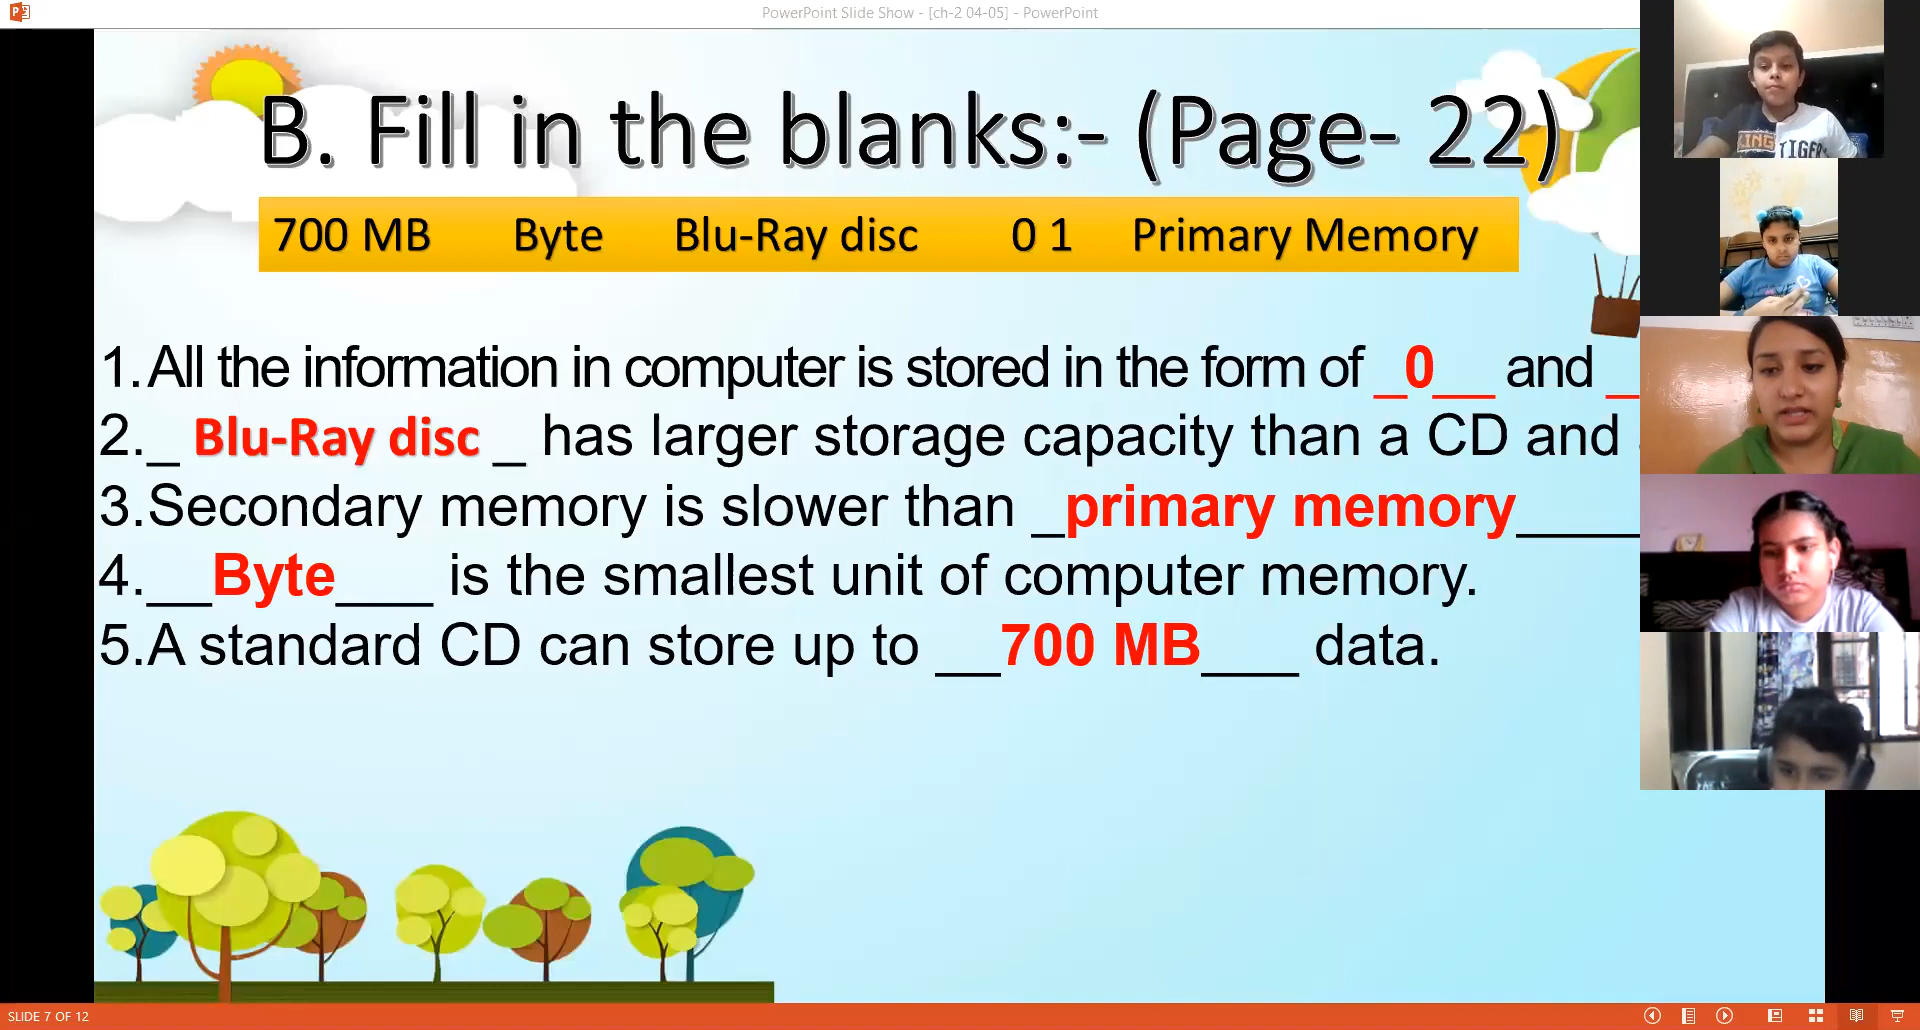 PowerPoint Slide Show - [ch-2 04-05] - PowerPoint
B. Fill in the blanks:- (Page- 22)
700 MB Byte Blu-Ray disc 0 1 Primary Memory
1.All the information in computer is stored in the form of _0__ and _
2._ Blu-Ray disc _ has larger storage capacity than a CD and
3.Secondary memory is slower than _primary memory____
4.__Byte___ is the smallest unit of computer memory.
5.A standard CD can store up to __700 MB___ data.
KING
TIGER
SLIDE 7 OF 12